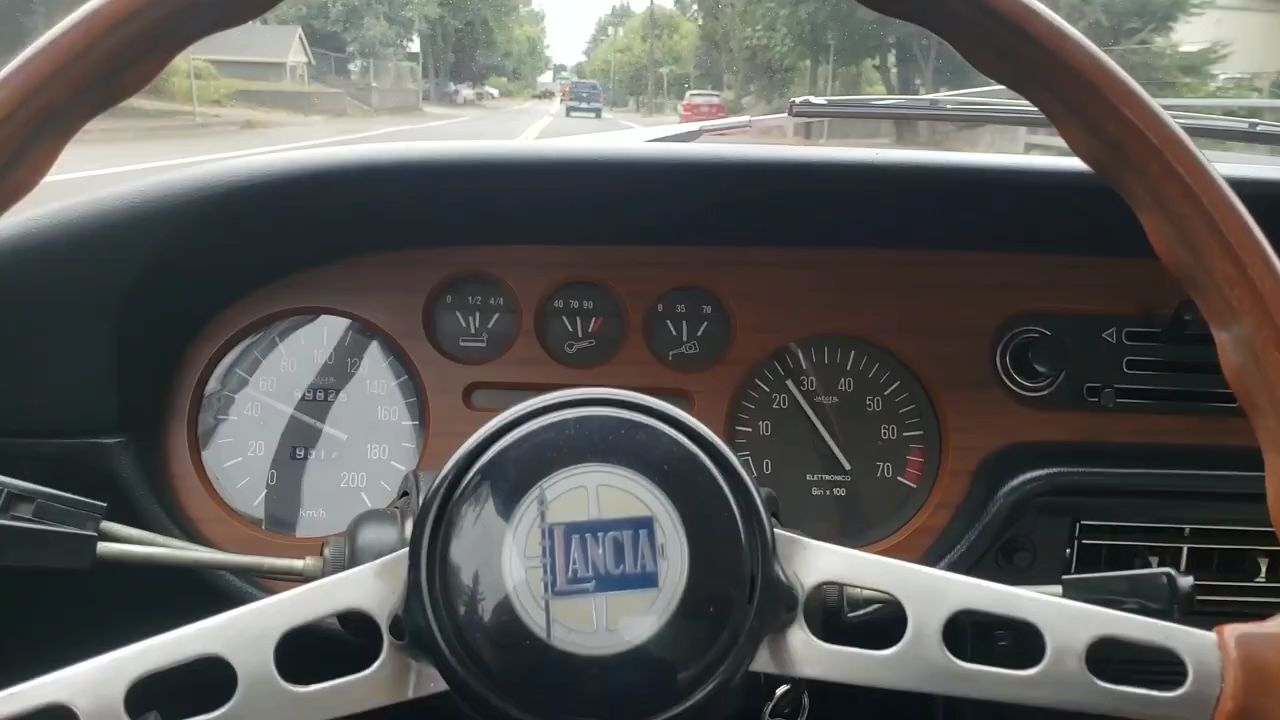 0 1/2 4/4
40 70 90
0 35 70
0 20 40 60 80 100 120 140 160 180 200
Km/h
0 10 20 30 40 50 60 70
JAEGER
ELETTRONICO
Giri x 100
LANCIA